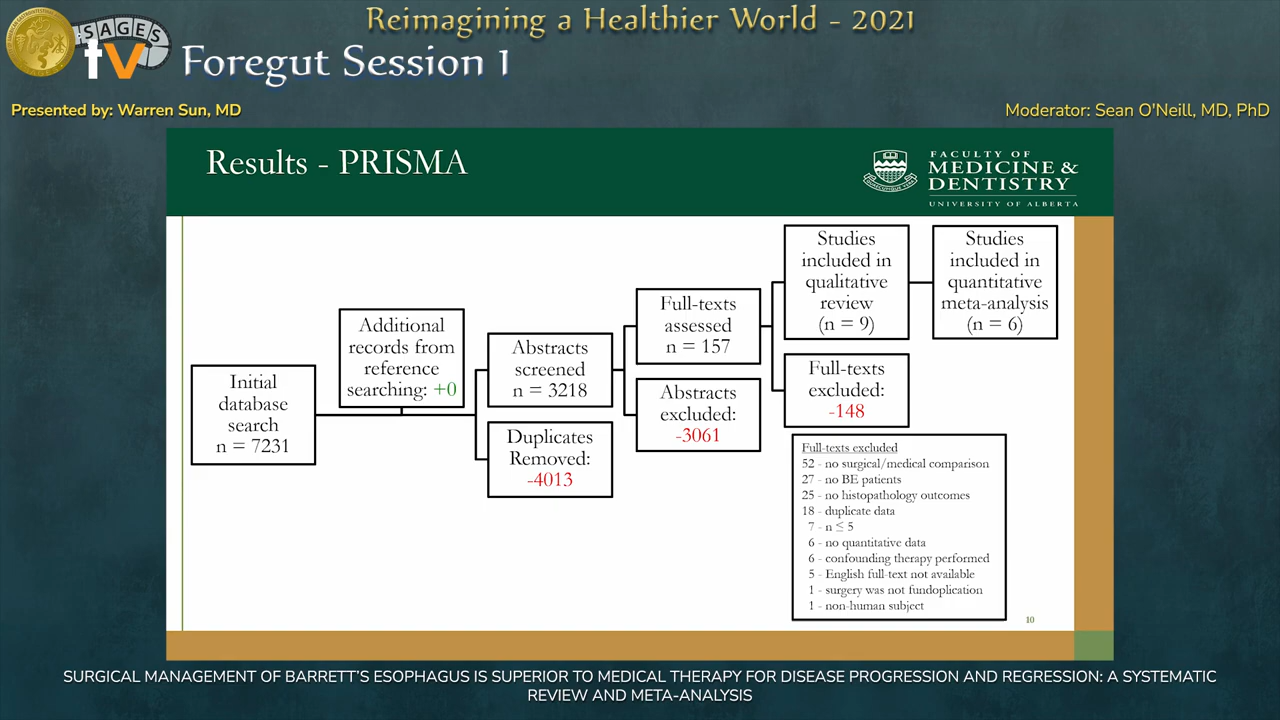 Reimagining a Healthier World - 2021
SAGES
tv
Foregut Session 1
Presented by: Warren Sun, MD
Moderator: Sean O'Neill, MD, PhD
Results - PRISMA
FACULTY OF
MEDICINE &
DENTISTRY
UNIVERSITY OF ALBERTA
Initial
database
search
n = 7231
Additional
records from
reference
searching: +0
Abstracts
screened
n = 3218
Duplicates
Removed:
-4013
Full-texts
assessed
n = 157
Abstracts
excluded:
-3061
Studies
included in
qualitative
review
(n = 9)
Studies
included in
quantitative
meta-analysis
(n = 6)
Full-texts
excluded:
-148
Full-texts excluded
52 - no surgical/medical comparison
27 - no BE patients
25 - no histopathology outcomes
18 - duplicate data
7 - n ≤ 5
6 - no quantitative data
6 - confounding therapy performed
5 - English full-text not available
1 - surgery was not fundoplication
1 - non-human subject
10
SURGICAL MANAGEMENT OF BARRETT'S ESOPHAGUS IS SUPERIOR TO MEDICAL THERAPY FOR DISEASE PROGRESSION AND REGRESSION: A SYSTEMATIC
REVIEW AND META-ANALYSIS